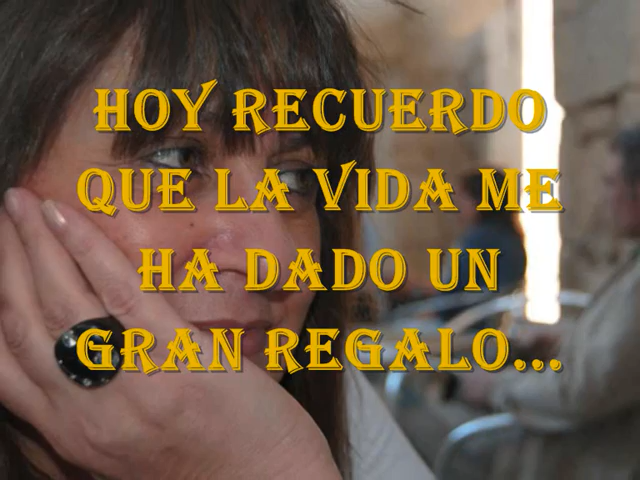 HOY RECUERDO
QUE LA VIDA ME
HA DADO UN
GRAN REGALO...